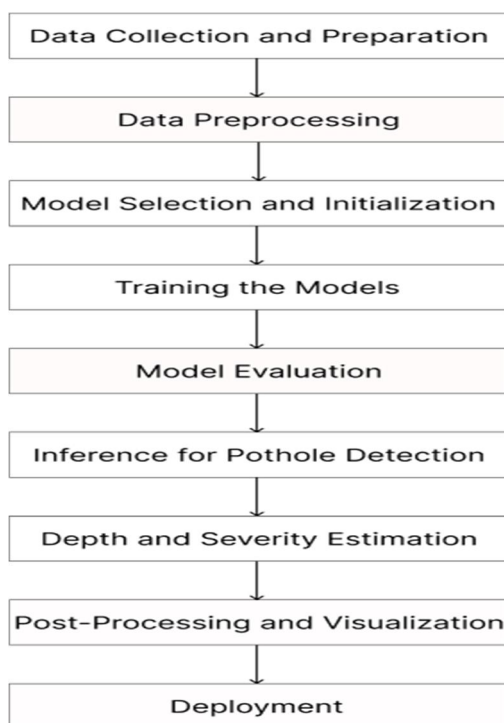 Data Collection and Preparation
Data Preprocessing
Model Selection and Initialization
Training the Models
Model Evaluation
Inference for Pothole Detection
Depth and Severity Estimation
Post-Processing and Visualization
Deployment